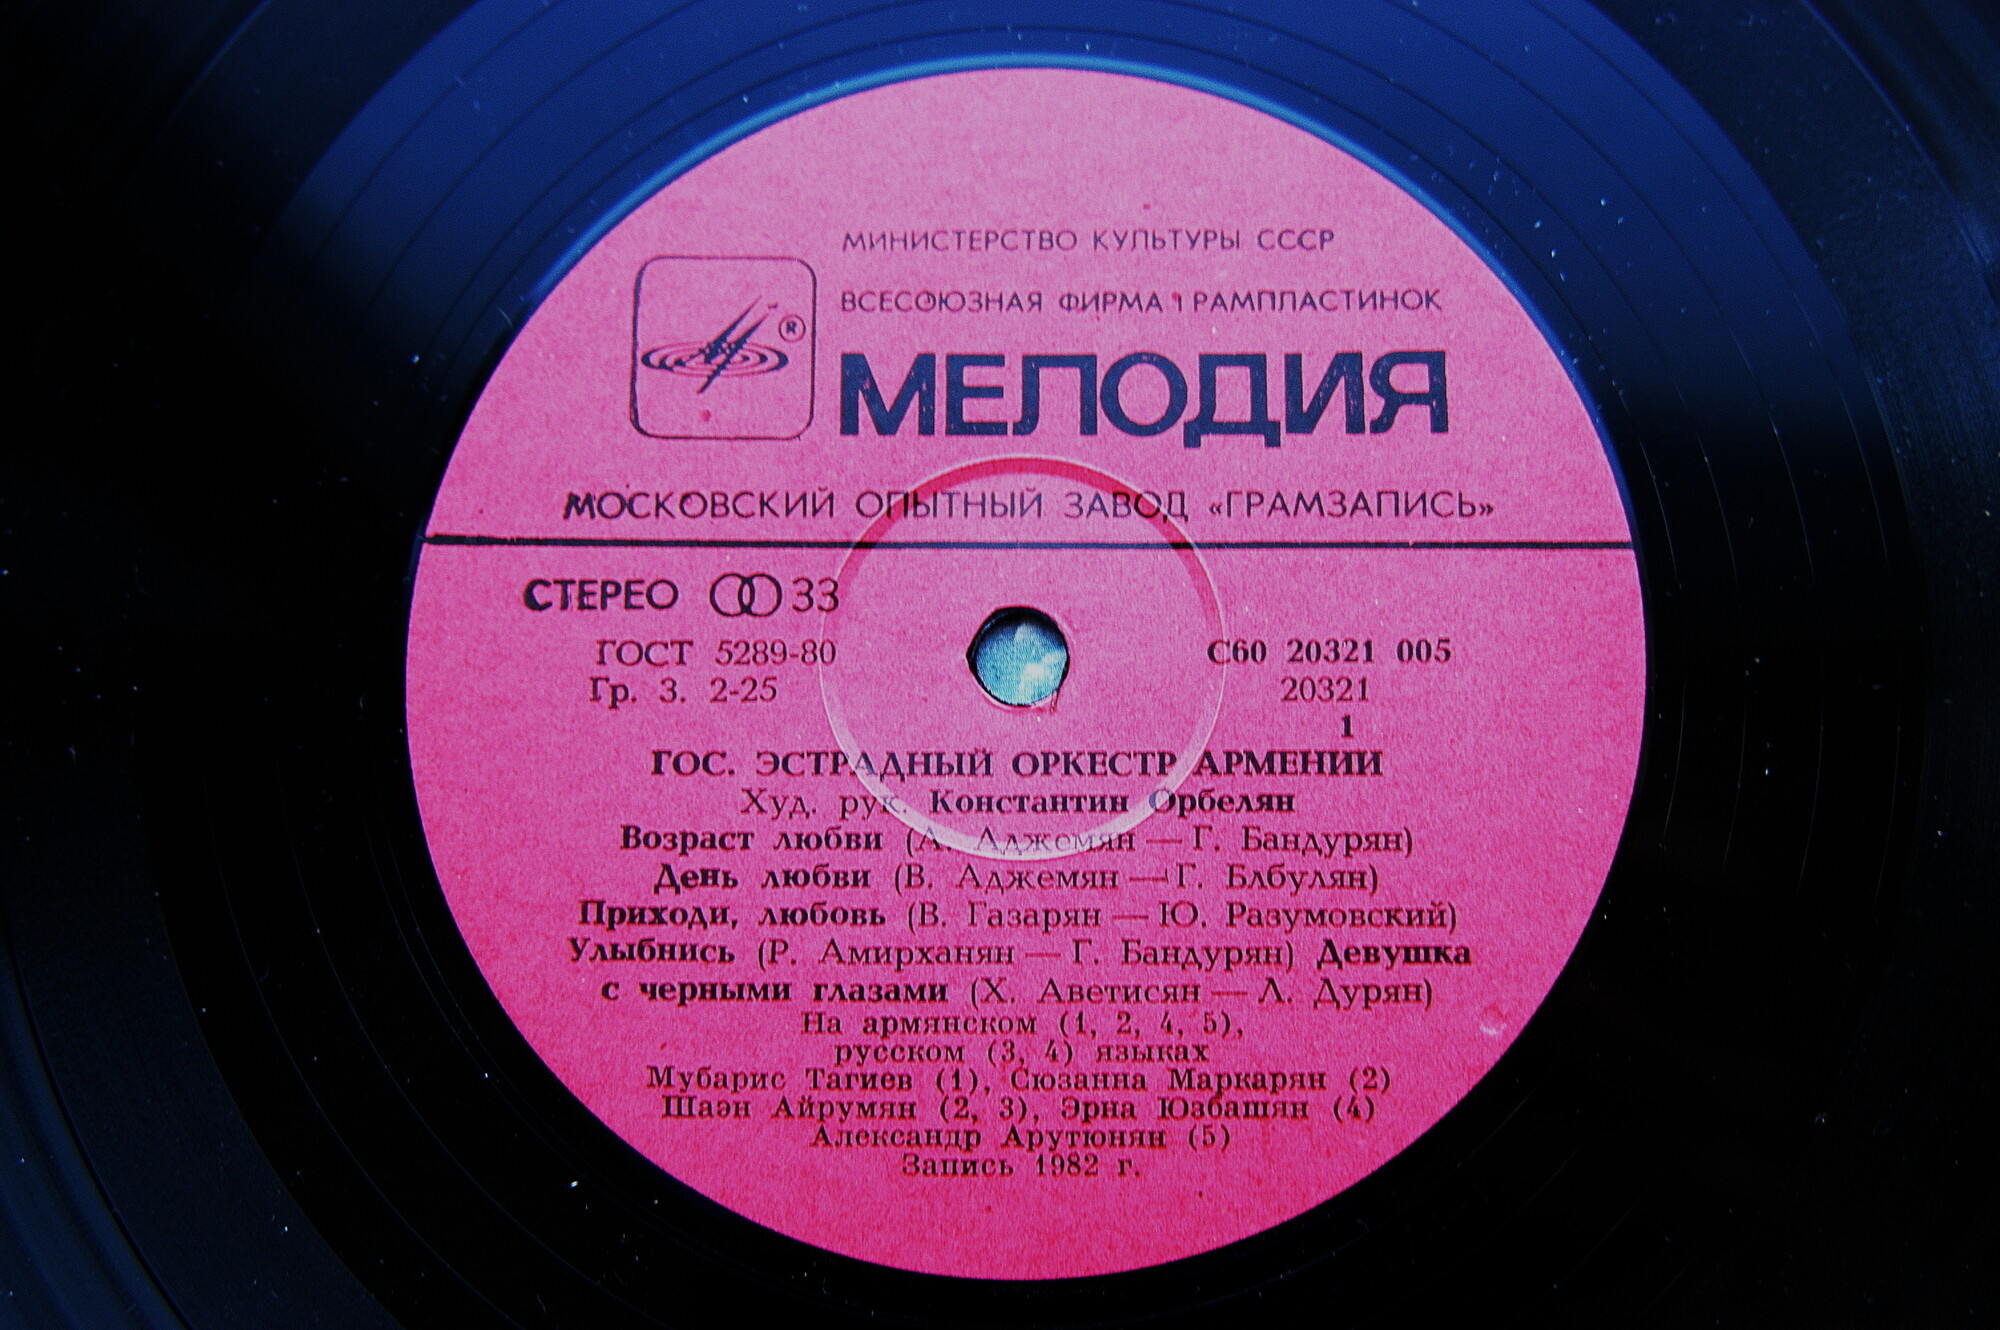 МИНИСТЕРСТВО КУЛЬТУРЫ СССР
ВСЕСОЮЗНАЯ ФИРМА ГРАМПЛАСТИНОК
®
МЕЛОДИЯ
МОСКОВСКИЙ ОПЫТНЫЙ ЗАВОД «ГРАМЗАПИСЬ»
СТЕРЕО 33
ГОСТ 5289-80 С60 20321 005
Гр. 3. 2-25 20321
1
ГОС. ЭСТРАДНЫЙ ОРКЕСТР АРМЕНИИ
Худ. рук. Константин Орбелян
Возраст любви (А. Аджемян — Г. Бандурян)
День любви (В. Аджемян — Г. Блбулян)
Приходи, любовь (В. Газарян — Ю. Разумовский)
Улыбнись (Р. Амирханян — Г. Бандурян) Девушка
с черными глазами (Х. Аветисян — Л. Дурян)
На армянском (1, 2, 4, 5),
русском (3, 4) языках
Мубарис Тагиев (1), Сюзанна Маркарян (2)
Шаэн Айрумян (2, 3), Эрна Юзбашян (4)
Александр Арутюнян (5)
Запись 1982 г.